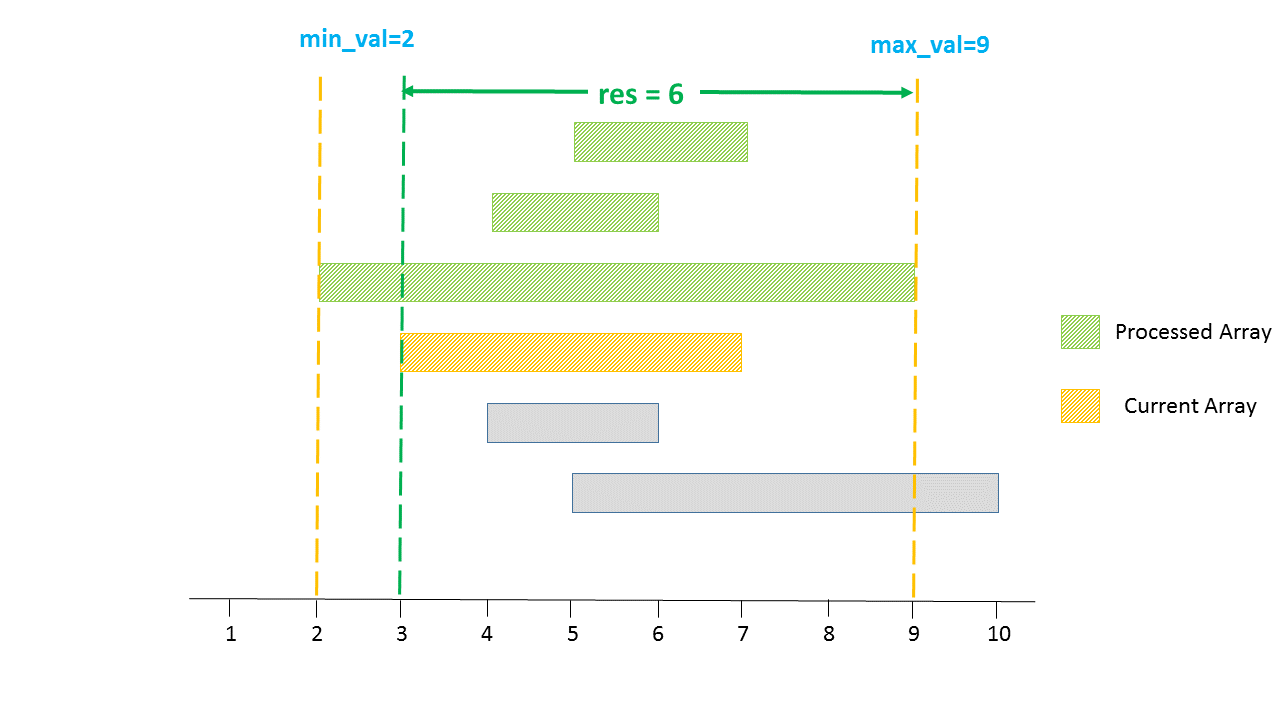 min_val=2
max_val=9
res = 6
Processed Array
Current Array
1 2 3 4 5 6 7 8 9 10